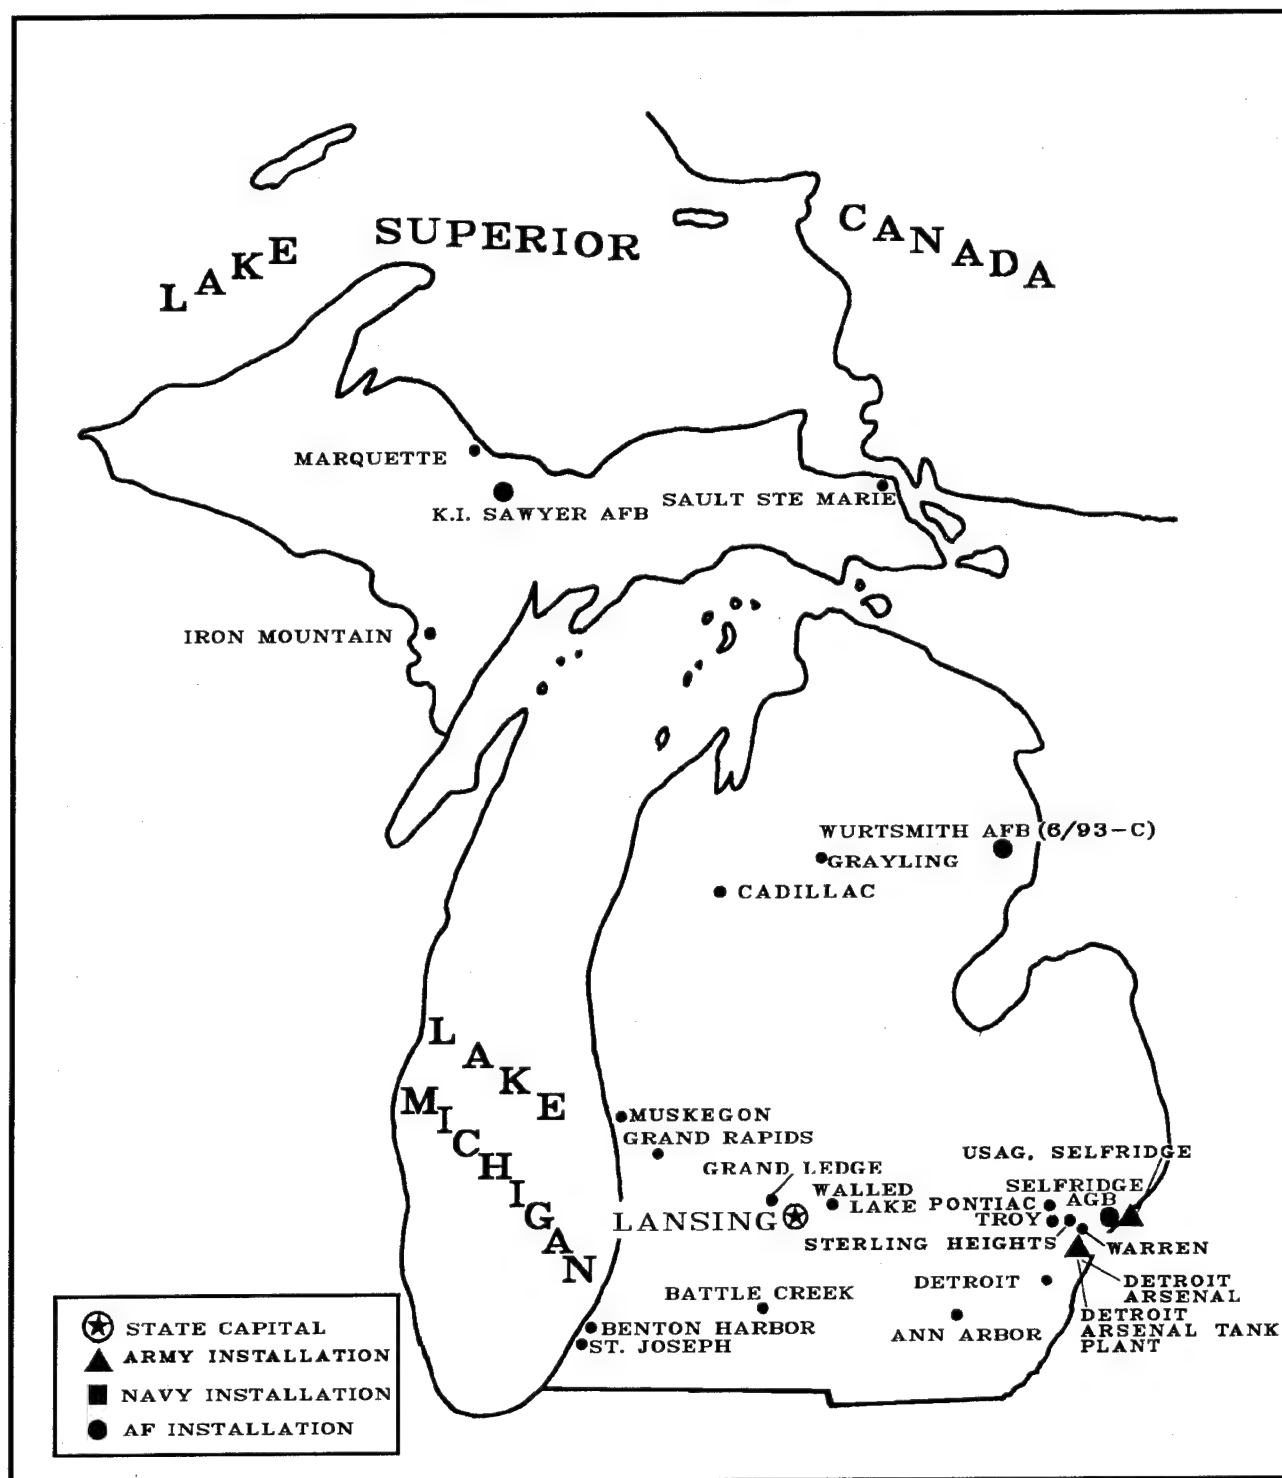 LAKE SUPERIOR
CANADA
MARQUETTE
K.I. SAWYER AFB
SAULT STE MARIE
IRON MOUNTAIN
WURTSMITH AFB (6/93-C)
GRAYLING
CADILLAC
LAKE
MICHIGAN
MUSKEGON
GRAND RAPIDS
GRAND LEDGE
LANSING
WALLED
LAKE
PONTIAC
USAG, SELFRIDGE
SELFRIDGE
AGB
TROY
STERLING HEIGHTS
WARREN
DETROIT
DETROIT
ARSENAL
DETROIT
ARSENAL TANK
PLANT
BATTLE CREEK
ANN ARBOR
BENTON HARBOR
ST. JOSEPH
STATE CAPITAL
ARMY INSTALLATION
NAVY INSTALLATION
AF INSTALLATION